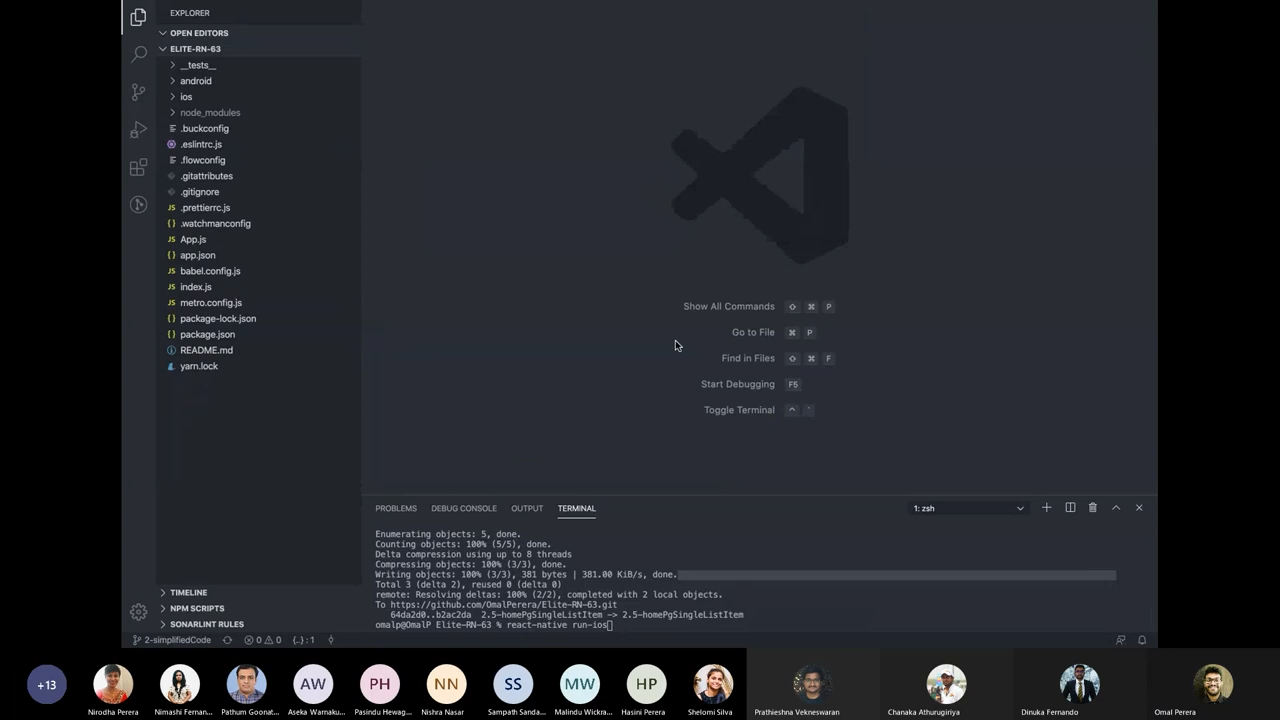 EXPLORER
OPEN EDITORS
ELITE-RN-63
__tests__
android
ios
node_modules
.buckconfig
.eslintrc.js
.flowconfig
.gitattributes
.gitignore
.prettierrc.js
.watchmanconfig
App.js
app.json
babel.config.js
index.js
metro.config.js
package-lock.json
package.json
README.md
yarn.lock
TIMELINE
NPM SCRIPTS
SONARLINT RULES
Show All Commands ⇧ ⌘ P
Go to File ⌘ P
Find in Files ⇧ ⌘ F
Start Debugging F5
Toggle Terminal ^ `
PROBLEMS DEBUG CONSOLE OUTPUT TERMINAL 1: zsh
Enumerating objects: 5, done.
Counting objects: 100% (5/5), done.
Delta compression using up to 8 threads
Compressing objects: 100% (3/3), done.
Writing objects: 100% (3/3), 381 bytes | 381.00 KiB/s, done.
Total 3 (delta 2), reused 0 (delta 0)
remote: Resolving deltas: 100% (2/2), completed with 2 local objects.
To https://github.com/OmalPerera/Elite-RN-63.git
64da2d0..b2ac2da 2.5-homePgSingleListItem -> 2.5-homePgSingleListItem
omalp@OmalP Elite-RN-63 % react-native run-ios
2-simplifiedCode 0 0 {..} : 1
+13 AW PH NN SS MW HP
Nirodha Perera Nimashi Fernan... Pathum Goonat... Aseka Warnaku... Pasindu Hewag... Nishra Nasar Sampath Sanda... Malindu Wickra... Hasini Perera Shelomi Silva Prathieshna Vekneswaran Chanaka Athurugiriya Dinuka Fernando Omal Perera